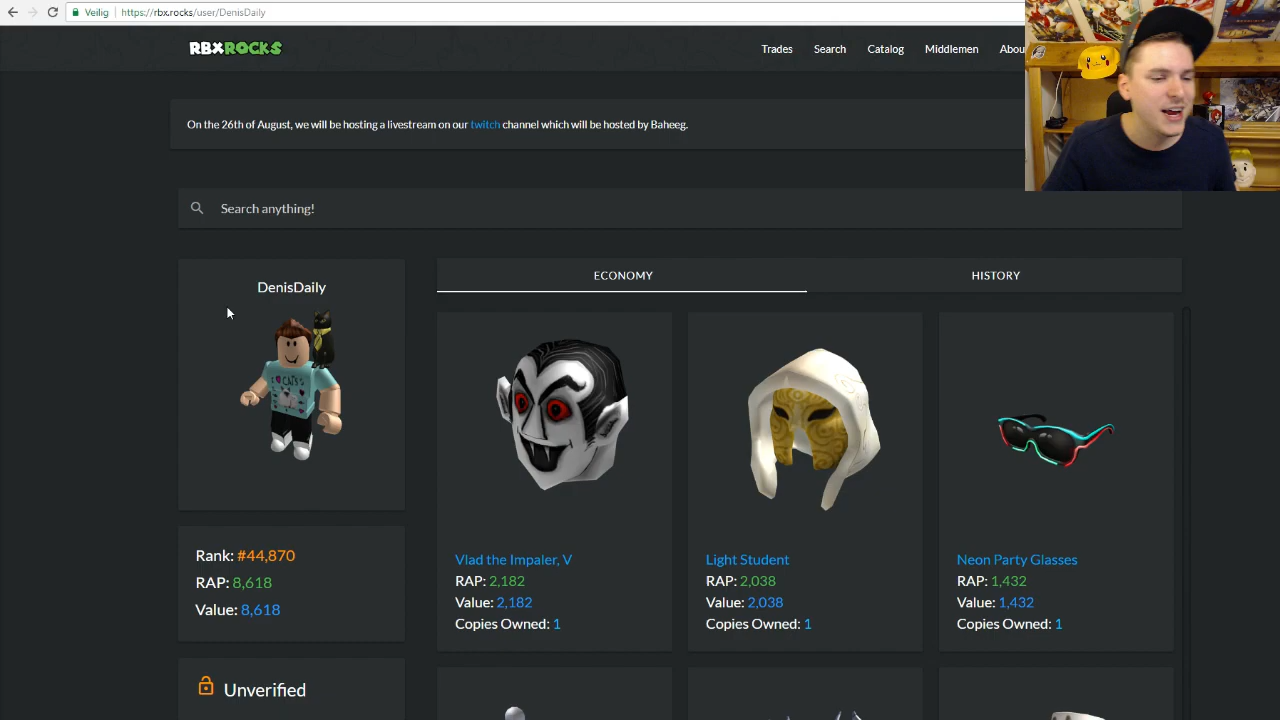 Veilig
https://rbx.rocks/user/DenisDaily
RBXROCKS
Trades
Search
Catalog
Middlemen
Abou
On the 26th of August, we will be hosting a livestream on our twitch channel which will be hosted by Baheeg.
Search anything!
DenisDaily
Rank: #44,870
RAP: 8,618
Value: 8,618
Unverified
ECONOMY
HISTORY
Vlad the Impaler, V
RAP: 2,182
Value: 2,182
Copies Owned: 1
Light Student
RAP: 2,038
Value: 2,038
Copies Owned: 1
Neon Party Glasses
RAP: 1,432
Value: 1,432
Copies Owned: 1